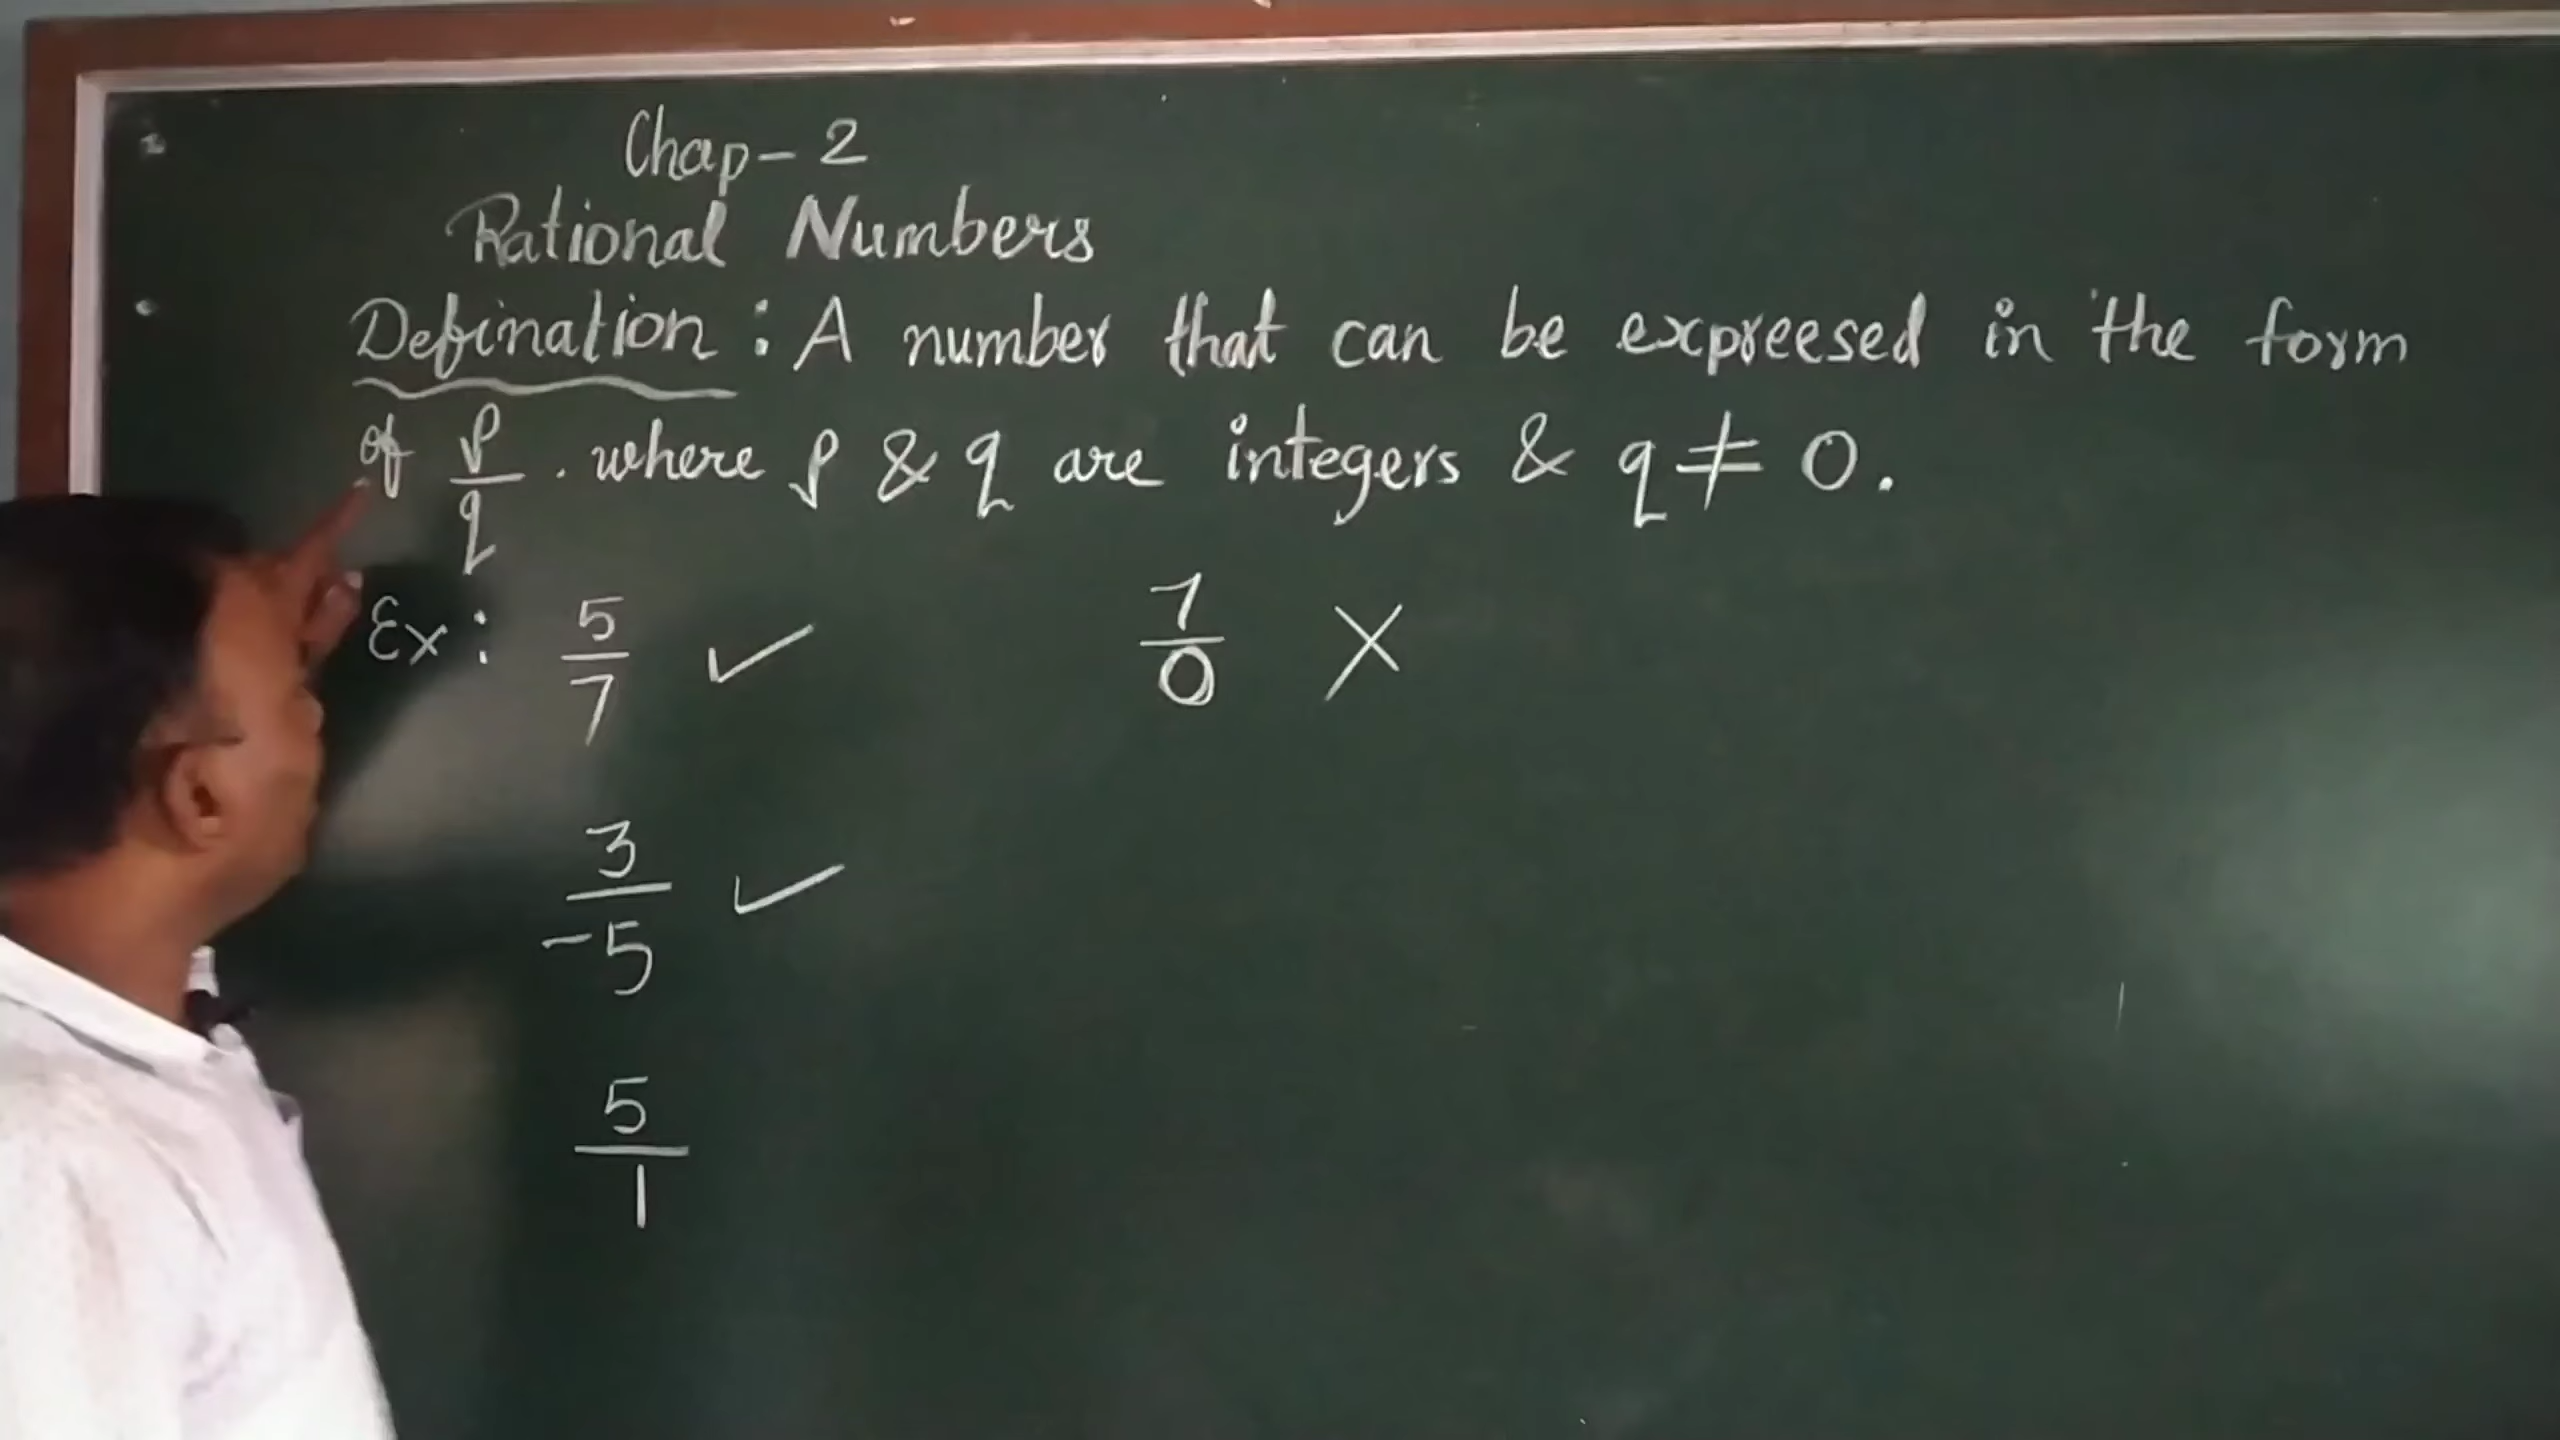 Chap-2
Rational Numbers
Defination : A number that can be expreesed in the form
of p/q . where p & q are integers & q ≠ 0.
Ex : 5/7 ✓ 7/0 X
3/-5 ✓
5/1